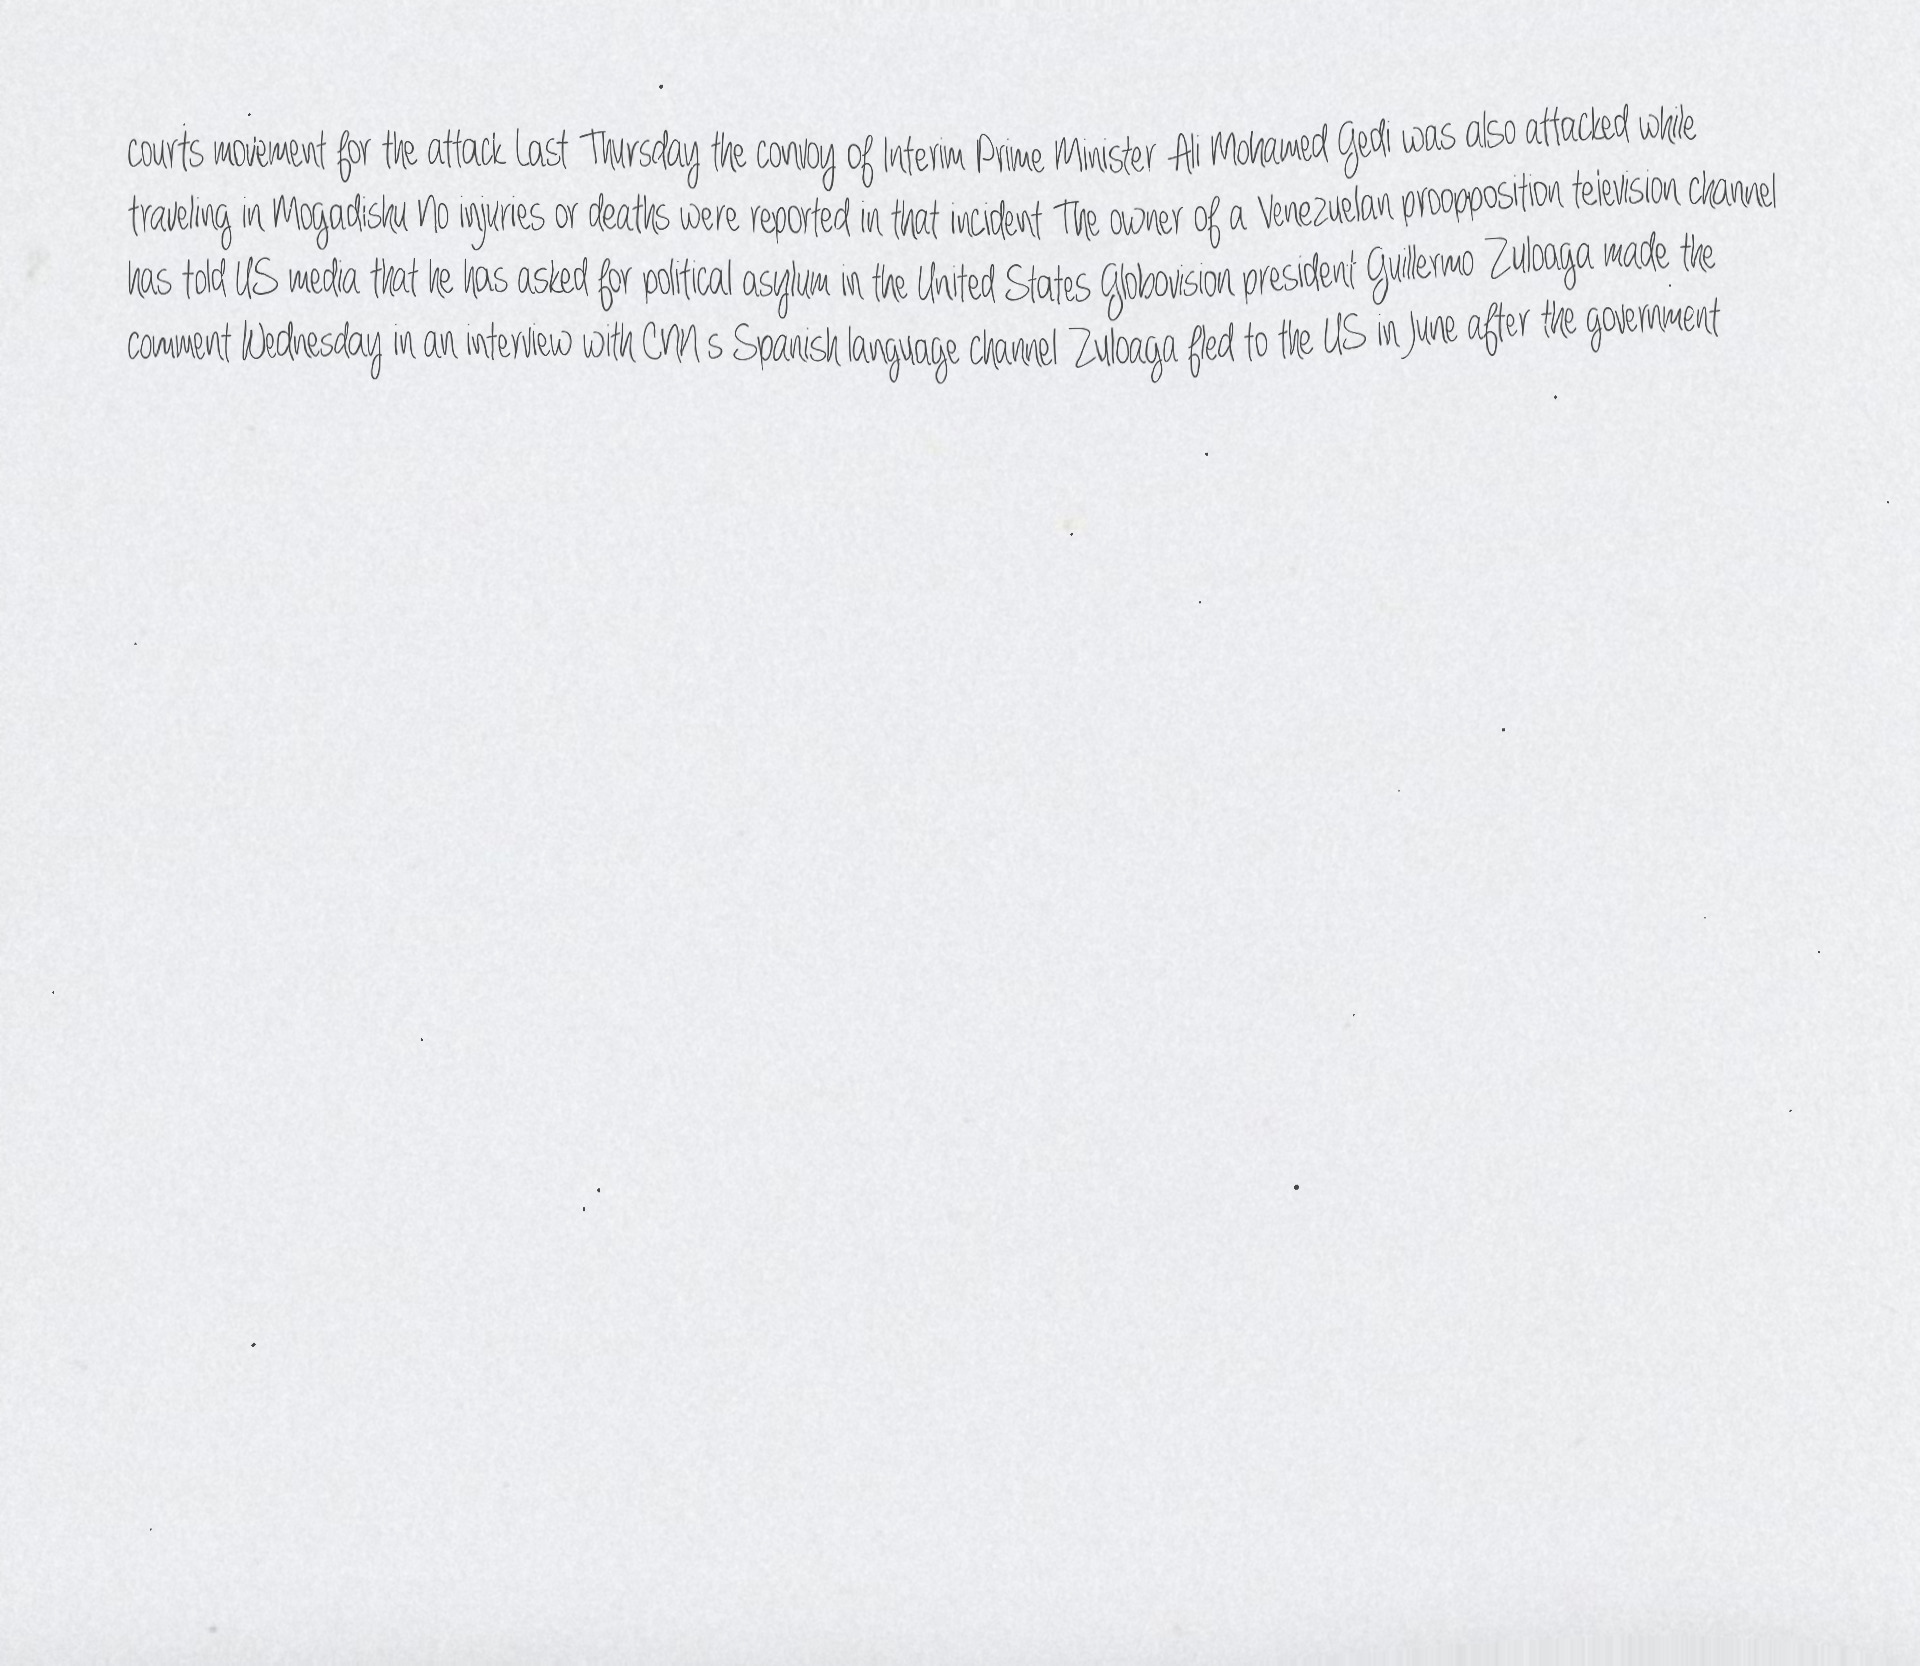 courts movement for the attack Last Thursday the convoy of Interim Prime Minister Ali Mohamed Gedi was also attacked while
traveling in Mogadishu No injuries or deaths were reported in that incident The owner of a Venezuelan proopposition television channel
has told US media that he has asked for political asylum in the United States Globovision president Guillermo Zuloaga made the
comment Wednesday in an interview with CNN s Spanish language channel Zuloaga fled to the US in June after the government